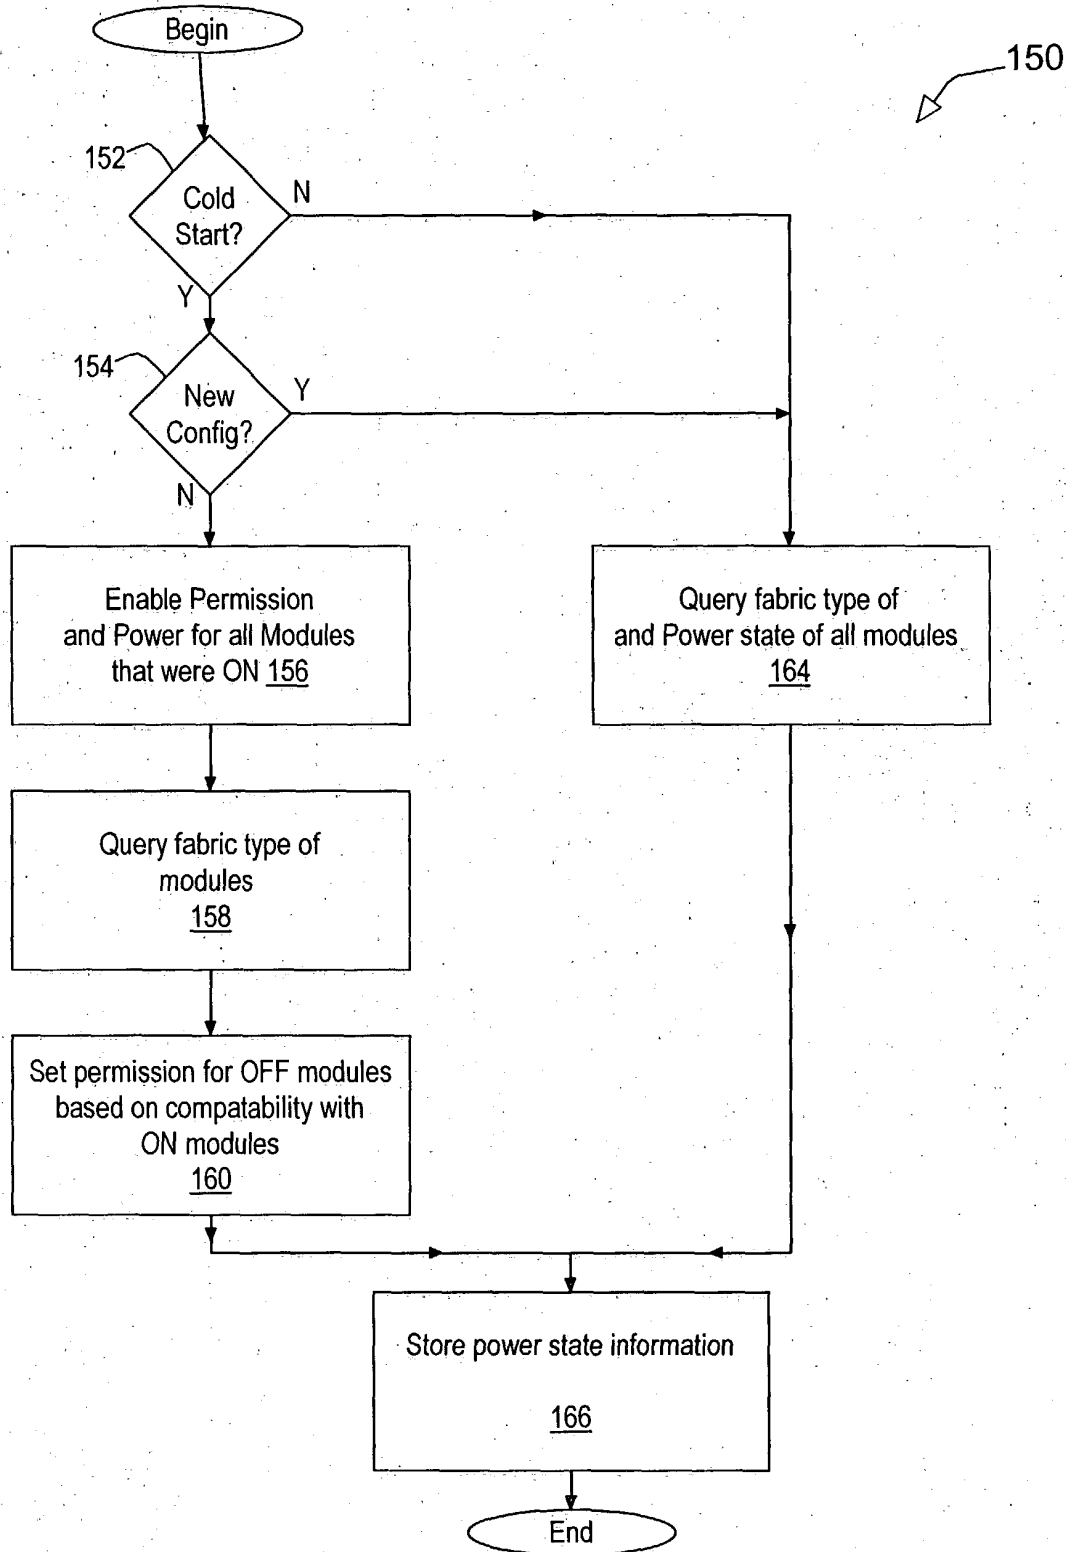 Begin
150
152
Cold
Start?
N
Y
154
New
Config?
Y
N
Enable Permission
and Power for all Modules
that were ON 156
Query fabric type of
and Power state of all modules
164
Query fabric type of
modules
158
Set permission for OFF modules
based on compatability with
ON modules
160
Store power state information
166
End